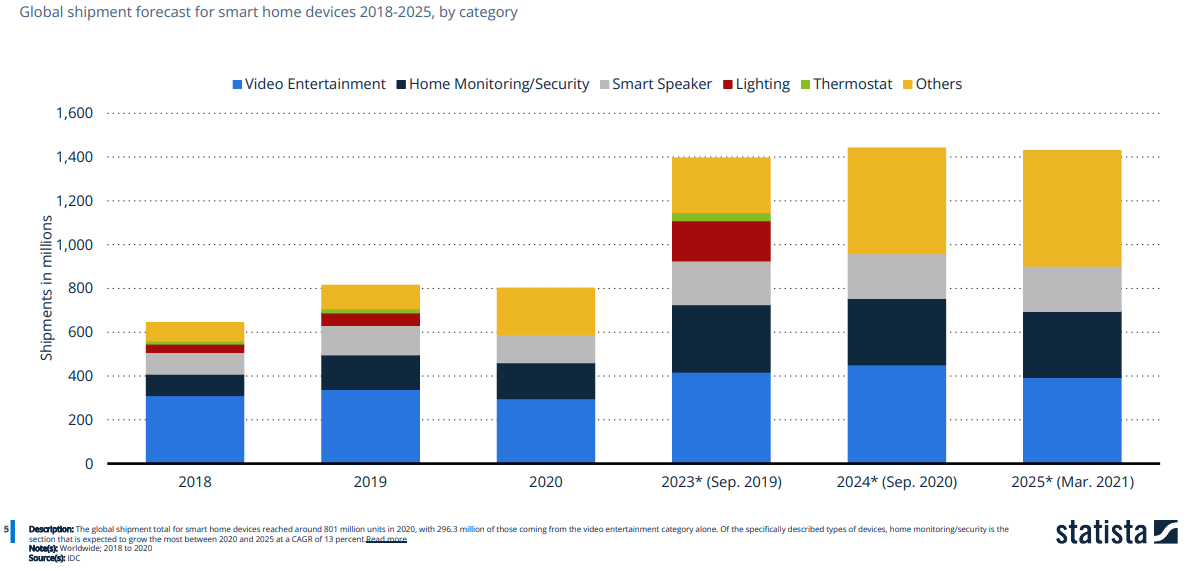 Global shipment forecast for smart home devices 2018-2025, by category
Video Entertainment Home Monitoring/Security Smart Speaker Lighting Thermostat Others
Shipments in millions
1,600
1,400
1,200
1,000
800
600
400
200
0
2018 2019 2020 2023* (Sep. 2019) 2024* (Sep. 2020) 2025* (Mar. 2021)
5
Description: The global shipment total for smart home devices reached around 801 million units in 2020, with 296.3 million of those coming from the video entertainment category alone. Of the specifically described types of devices, home monitoring/security is the
section that is expected to grow the most between 2020 and 2025 at a CAGR of 13 percent. Read more
Note(s): Worldwide; 2018 to 2020
Source(s): IDC
statista